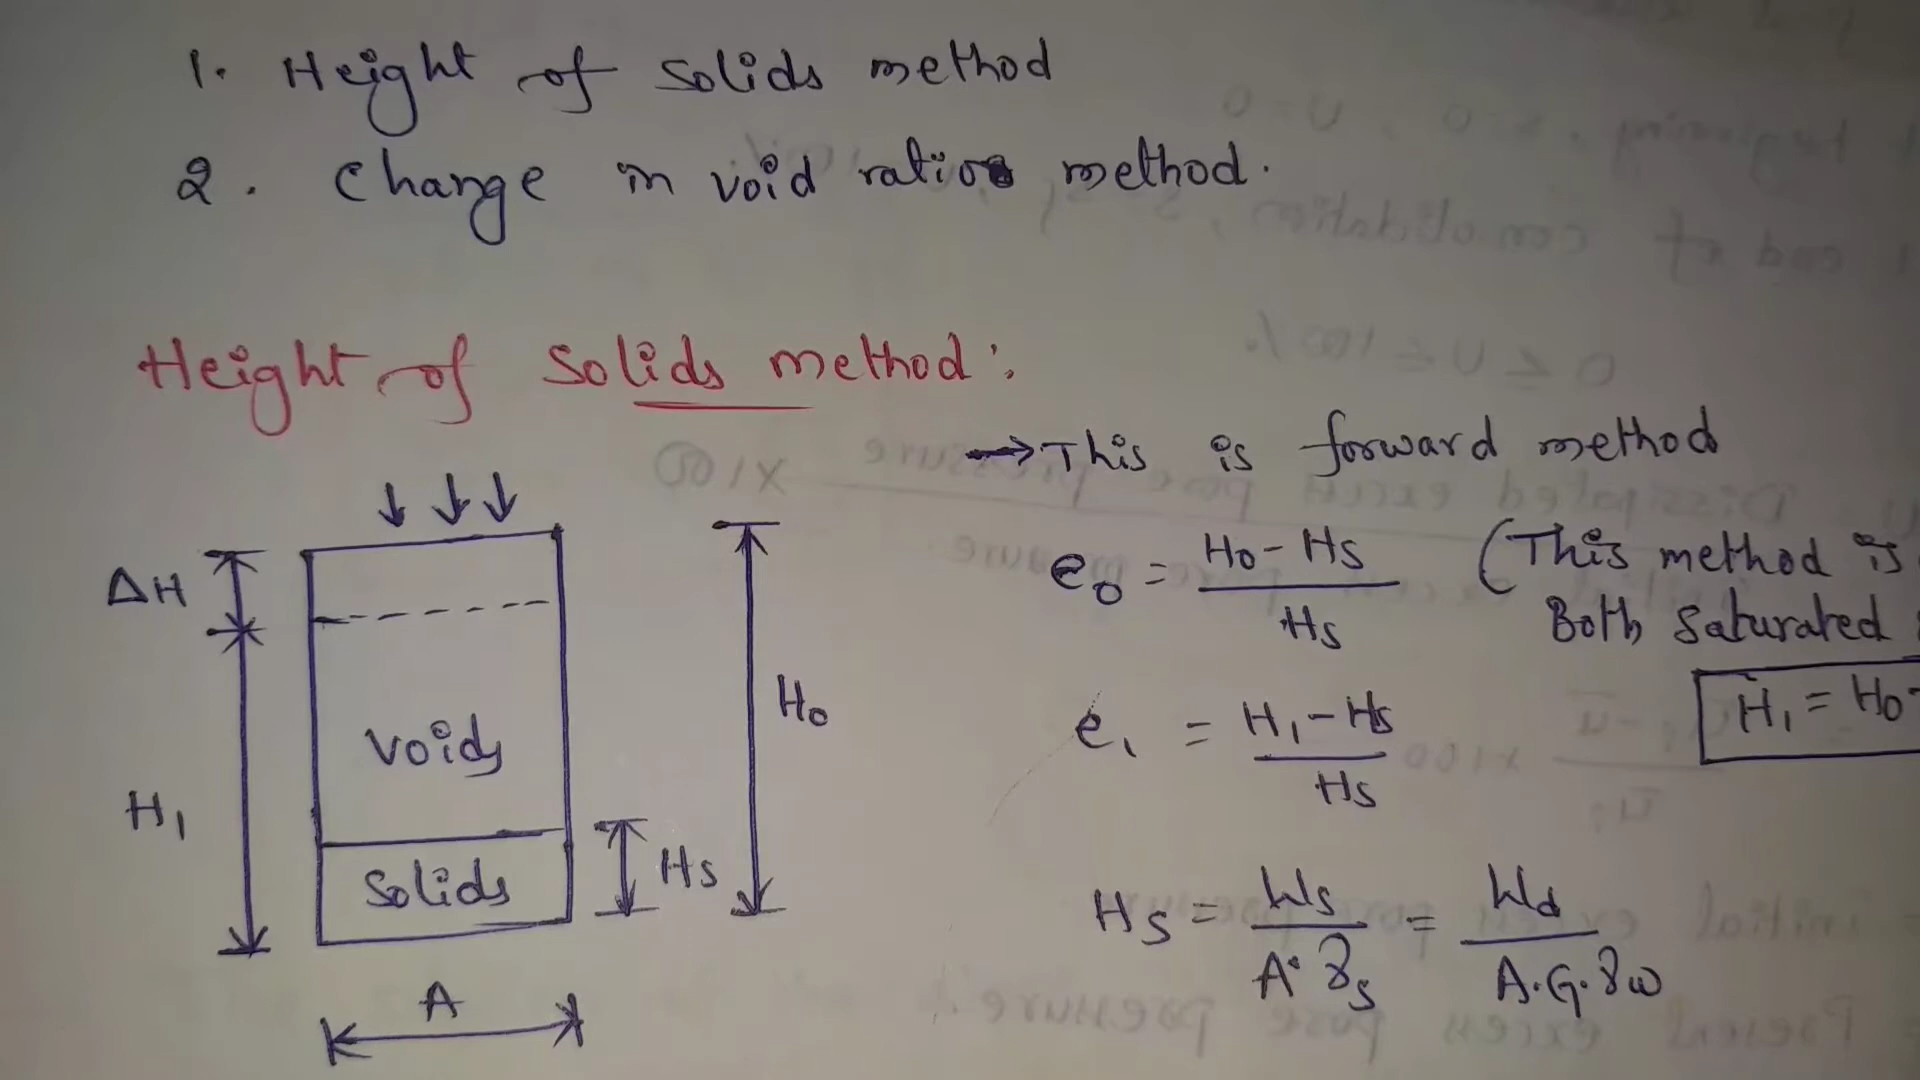 1. Height of solids method
2. Change in void ratio method.
Height of Solids method:
→ This is forward method
ΔH
H₁
Voids
Solids
A
Hs
H₀
e₀ = (H₀ - Hs) / Hs
(This method is
Both saturated
e₁ = (H₁ - Hs) / Hs
H₁ = H₀ -
Hs = Ws / (A·γs) = Wd / (A.G.γω)